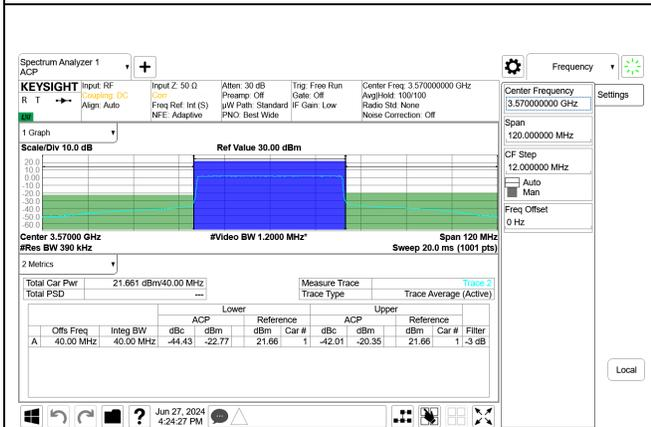 Spectrum Analyzer 1
ACP
Frequency
KEYSIGHT Input: RF Input Z: 50 Ω Atten: 30 dB Trig: Free Run Center Freq: 3.570000000 GHz
R T Coupling: DC Corr Preamp: Off Gate: Off Avg|Hold: 100/100
Align: Auto Freq Ref: Int (S) µW Path: Standard IF Gain: Low Radio Std: None
NFE: Adaptive PNO: Best Wide Noise Correction: Off
LXI
Center Frequency
3.570000000 GHz
Settings
Span
120.000000 MHz
CF Step
12.000000 MHz
Auto
Man
Freq Offset
0 Hz
1 Graph
Scale/Div 10.0 dB Ref Value 30.00 dBm
20.0
10.0
0.00
-10.0
-20.0
-30.0
-40.0
-50.0
-60.0
Center 3.57000 GHz #Video BW 1.2000 MHz* Span 120 MHz
#Res BW 390 kHz Sweep 20.0 ms (1001 pts)
2 Metrics
Total Car Pwr 21.661 dBm/40.00 MHz Measure Trace Trace 2
Total PSD --- Trace Type Trace Average (Active)
Lower Upper
ACP Reference ACP Reference
Offs Freq Integ BW dBc dBm dBm Car # dBc dBm dBm Car # Filter
A 40.00 MHz 40.00 MHz -44.43 -22.77 21.66 1 -42.01 -20.35 21.66 1 -3 dB
Local
? Jun 27, 2024
4:24:27 PM